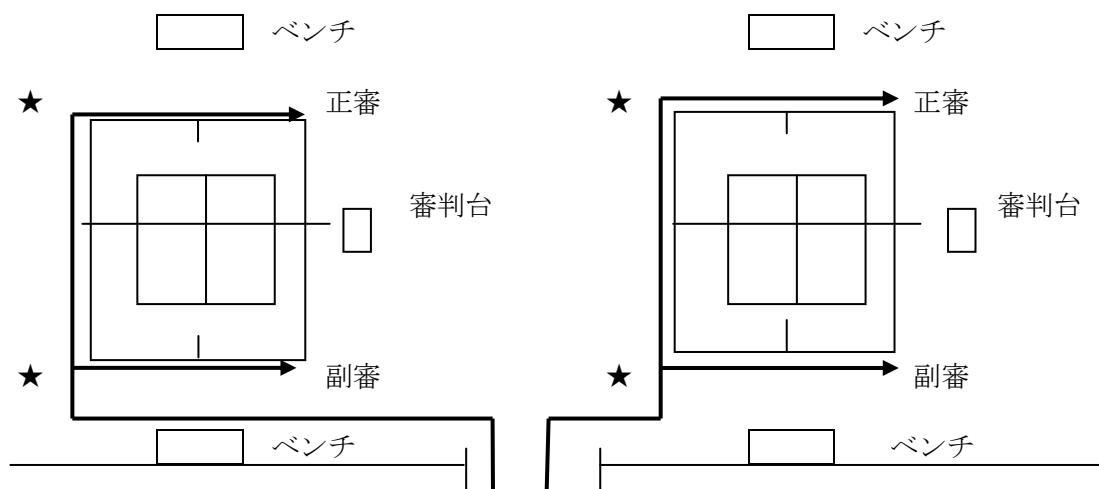 ベンチ ベンチ
★ 正審 ★ 正審
審判台 審判台
★ 副審 ★ 副審
ベンチ ベンチ